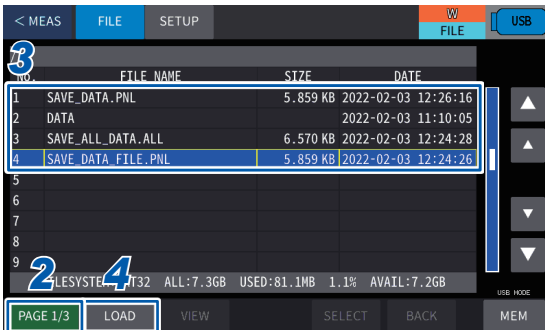 < MEAS FILE SETUP W FILE USB
3
No. FILE NAME SIZE DATE
1 SAVE_DATA.PNL 5.859 KB 2022-02-03 12:26:16
2 DATA 2022-02-03 11:10:05
3 SAVE_ALL_DATA.ALL 6.570 KB 2022-02-03 12:24:28
4 SAVE_DATA_FILE.PNL 5.859 KB 2022-02-03 12:24:26
5
6
7
8
9
2 4
ALL:7.3GB USED:81.1MB 1.1% AVAIL:7.2GB
USB MODE
PAGE 1/3 LOAD VIEW SELECT BACK MEM